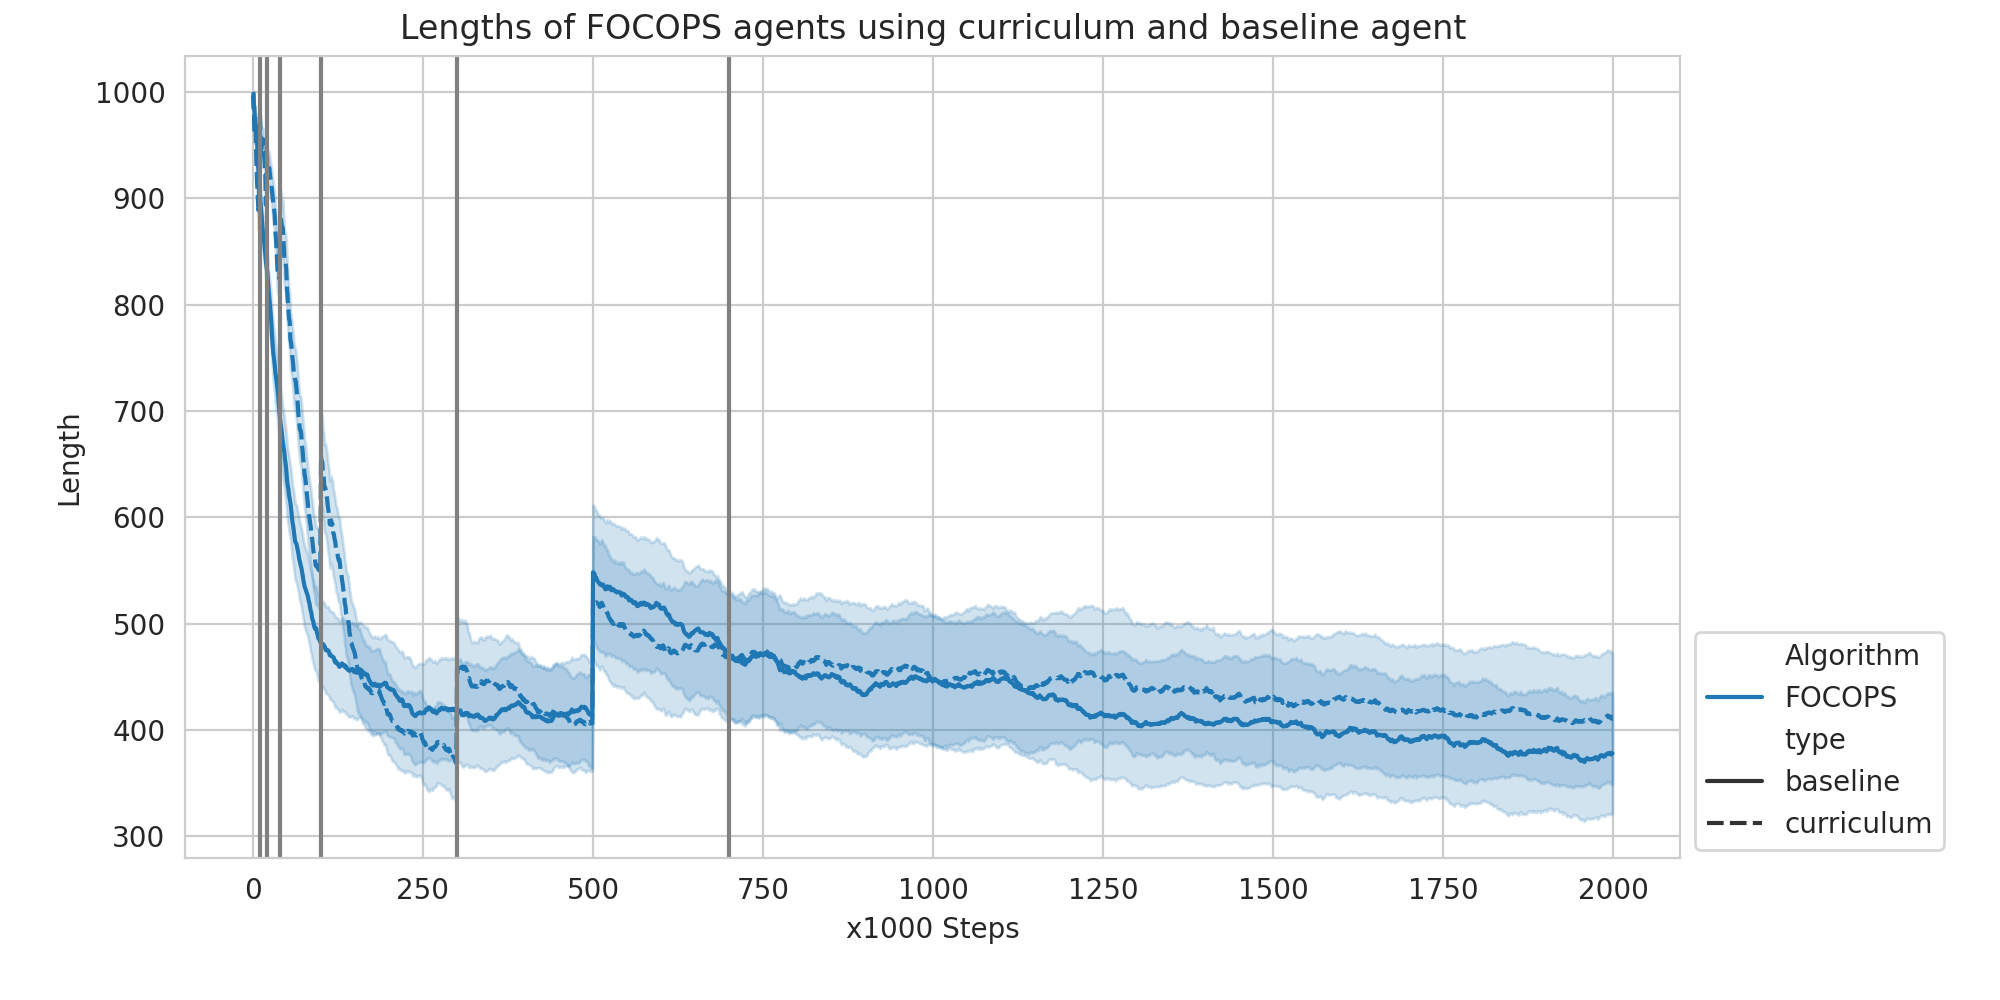 Lengths of FOCOPS agents using curriculum and baseline agent
1000
900
800
700
600
500
400
300
Length
0 250 500 750 1000 1250 1500 1750 2000
x1000 Steps
Algorithm
FOCOPS
type
baseline
curriculum